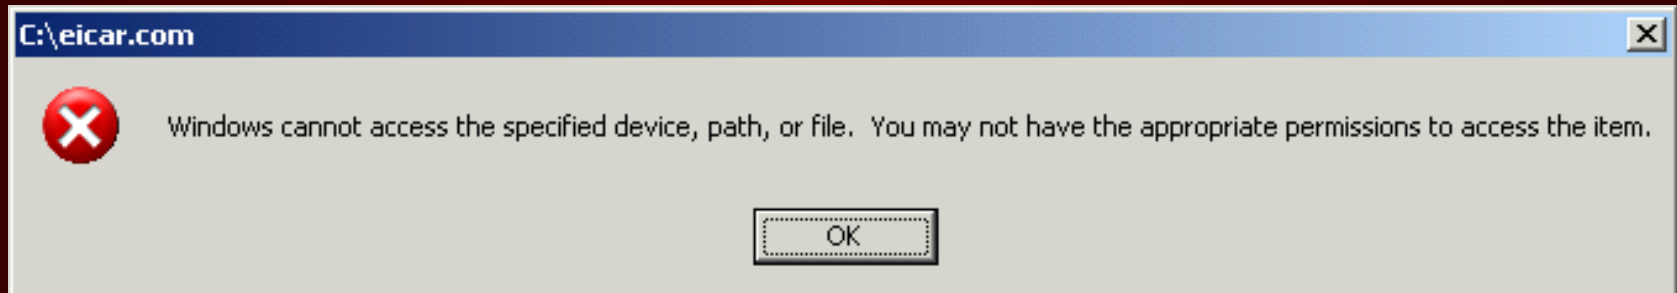 C:\eicar.com
Windows cannot access the specified device, path, or file.  You may not have the appropriate permissions to access the item.
OK